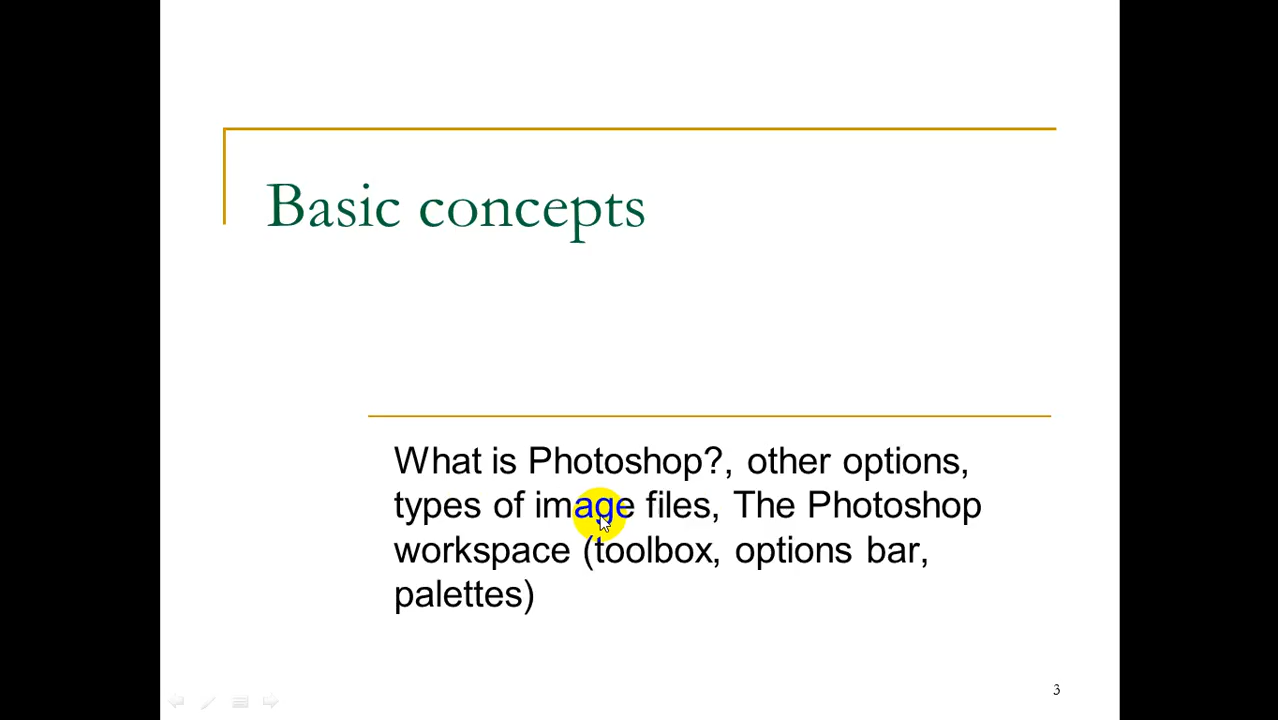 Basic concepts
What is Photoshop?, other options,
types of image files, The Photoshop
workspace (toolbox, options bar,
palettes)
3